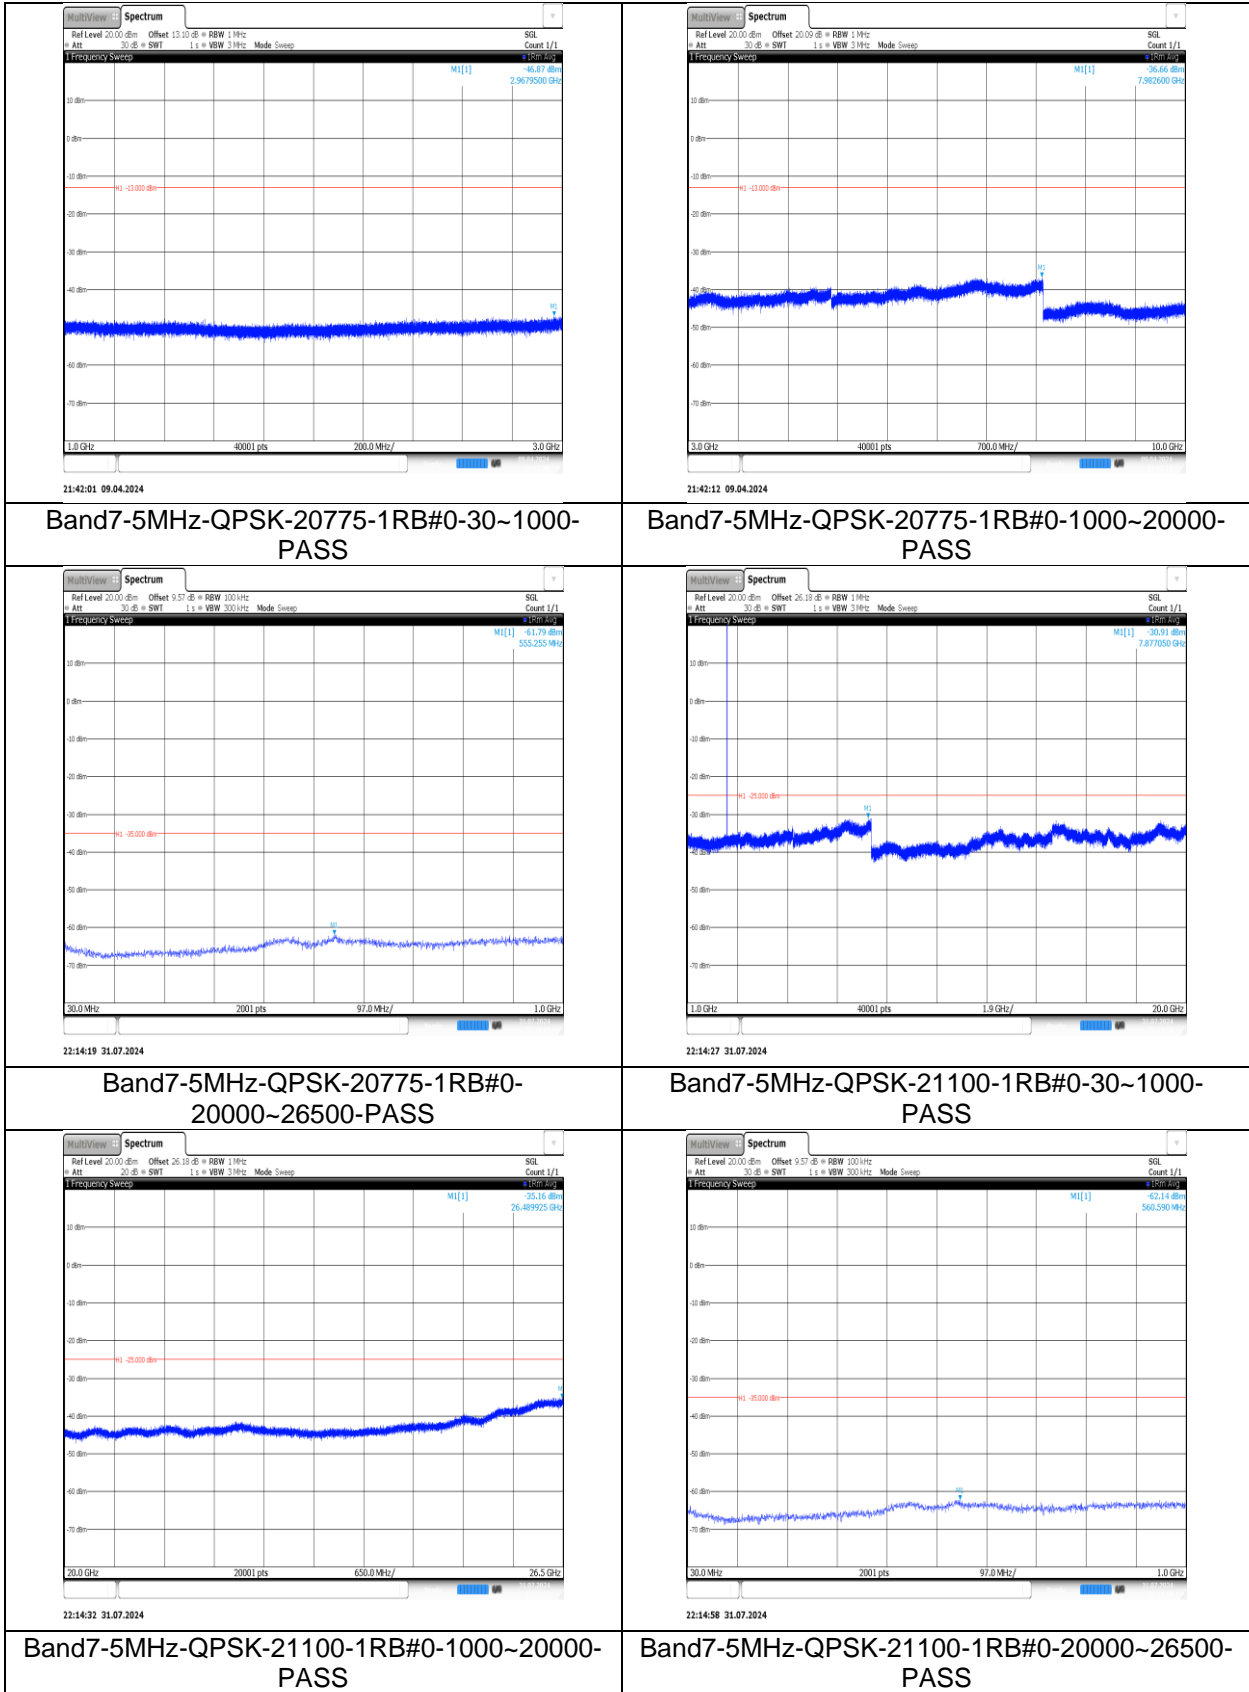 MultiView Spectrum
Ref Level 20.00 dBm Offset 13.10 dB RBW 1 MHz SGL
Att 30 dB SWT 1 s VBW 3 MHz Mode Sweep Count 1/1
1 Frequency Sweep 1Rm Avg
M1[1] -46.87 dBm
2.9679500 GHz
10 dBm
0 dBm
-10 dBm
H1 -13.000 dBm
-20 dBm
-30 dBm
-40 dBm
M1
-50 dBm
-60 dBm
-70 dBm
1.0 GHz 40001 pts 200.0 MHz/ 3.0 GHz
21:42:01 09.04.2024
MultiView Spectrum
Ref Level 20.00 dBm Offset 20.09 dB RBW 1 MHz SGL
Att 30 dB SWT 1 s VBW 3 MHz Mode Sweep Count 1/1
1 Frequency Sweep 1Rm Avg
M1[1] -36.66 dBm
7.982600 GHz
10 dBm
0 dBm
-10 dBm
H1 -13.000 dBm
-20 dBm
-30 dBm
M1
-40 dBm
-50 dBm
-60 dBm
-70 dBm
3.0 GHz 40001 pts 700.0 MHz/ 10.0 GHz
21:42:12 09.04.2024
Band7-5MHz-QPSK-20775-1RB#0-30~1000-
PASS
Band7-5MHz-QPSK-20775-1RB#0-1000~20000-
PASS
MultiView Spectrum
Ref Level 20.00 dBm Offset 9.57 dB RBW 100 kHz SGL
Att 30 dB SWT 1 s VBW 300 kHz Mode Sweep Count 1/1
1 Frequency Sweep 1Rm Avg
M1[1] -61.79 dBm
555.255 MHz
10 dBm
0 dBm
-10 dBm
-20 dBm
-30 dBm
H1 -35.000 dBm
-40 dBm
-50 dBm
-60 dBm
M1
-70 dBm
30.0 MHz 2001 pts 97.0 MHz/ 1.0 GHz
22:14:19 31.07.2024
MultiView Spectrum
Ref Level 20.00 dBm Offset 26.18 dB RBW 1 MHz SGL
Att 30 dB SWT 1 s VBW 3 MHz Mode Sweep Count 1/1
1 Frequency Sweep 1Rm Avg
M1[1] -30.91 dBm
7.877050 GHz
10 dBm
0 dBm
-10 dBm
-20 dBm
H1 -25.000 dBm
-30 dBm
M1
-40 dBm
-50 dBm
-60 dBm
-70 dBm
1.0 GHz 40001 pts 1.9 GHz/ 20.0 GHz
22:14:27 31.07.2024
Band7-5MHz-QPSK-20775-1RB#0-
20000~26500-PASS
Band7-5MHz-QPSK-21100-1RB#0-30~1000-
PASS
MultiView Spectrum
Ref Level 20.00 dBm Offset 26.18 dB RBW 1 MHz SGL
Att 20 dB SWT 1 s VBW 3 MHz Mode Sweep Count 1/1
1 Frequency Sweep 1Rm Avg
M1[1] -35.16 dBm
26.489925 GHz
10 dBm
0 dBm
-10 dBm
-20 dBm
H1 -25.000 dBm
-30 dBm
-40 dBm
-50 dBm
-60 dBm
-70 dBm
20.0 GHz 20001 pts 650.0 MHz/ 26.5 GHz
22:14:32 31.07.2024
MultiView Spectrum
Ref Level 20.00 dBm Offset 9.57 dB RBW 100 kHz SGL
Att 30 dB SWT 1 s VBW 300 kHz Mode Sweep Count 1/1
1 Frequency Sweep 1Rm Avg
M1[1] -62.14 dBm
560.590 MHz
10 dBm
0 dBm
-10 dBm
-20 dBm
-30 dBm
H1 -35.000 dBm
-40 dBm
-50 dBm
-60 dBm
M1
-70 dBm
30.0 MHz 2001 pts 97.0 MHz/ 1.0 GHz
22:14:58 31.07.2024
Band7-5MHz-QPSK-21100-1RB#0-1000~20000-
PASS
Band7-5MHz-QPSK-21100-1RB#0-20000~26500-
PASS